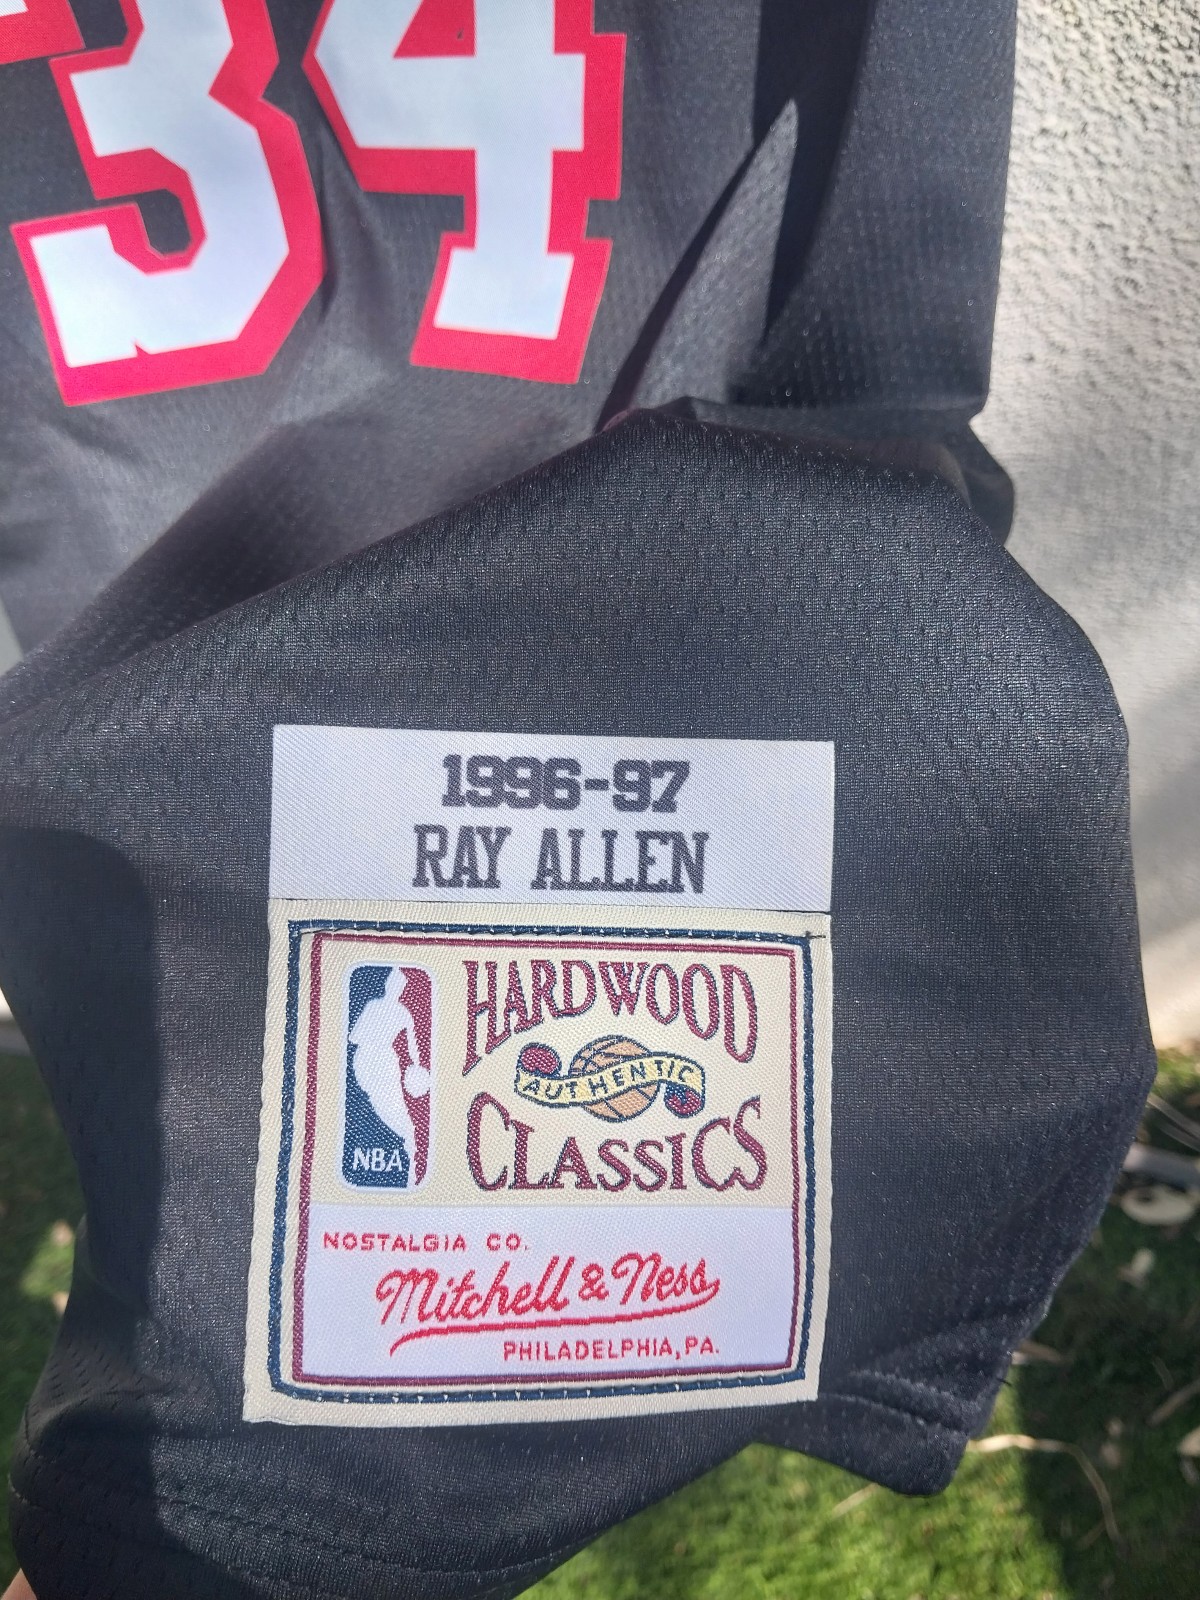 34
1996-97
RAY ALLEN
NBA
HARDWOOD
AUTHENTIC
CLASSICS
NOSTALGIA CO.
Mitchell & Ness
PHILADELPHIA, PA.